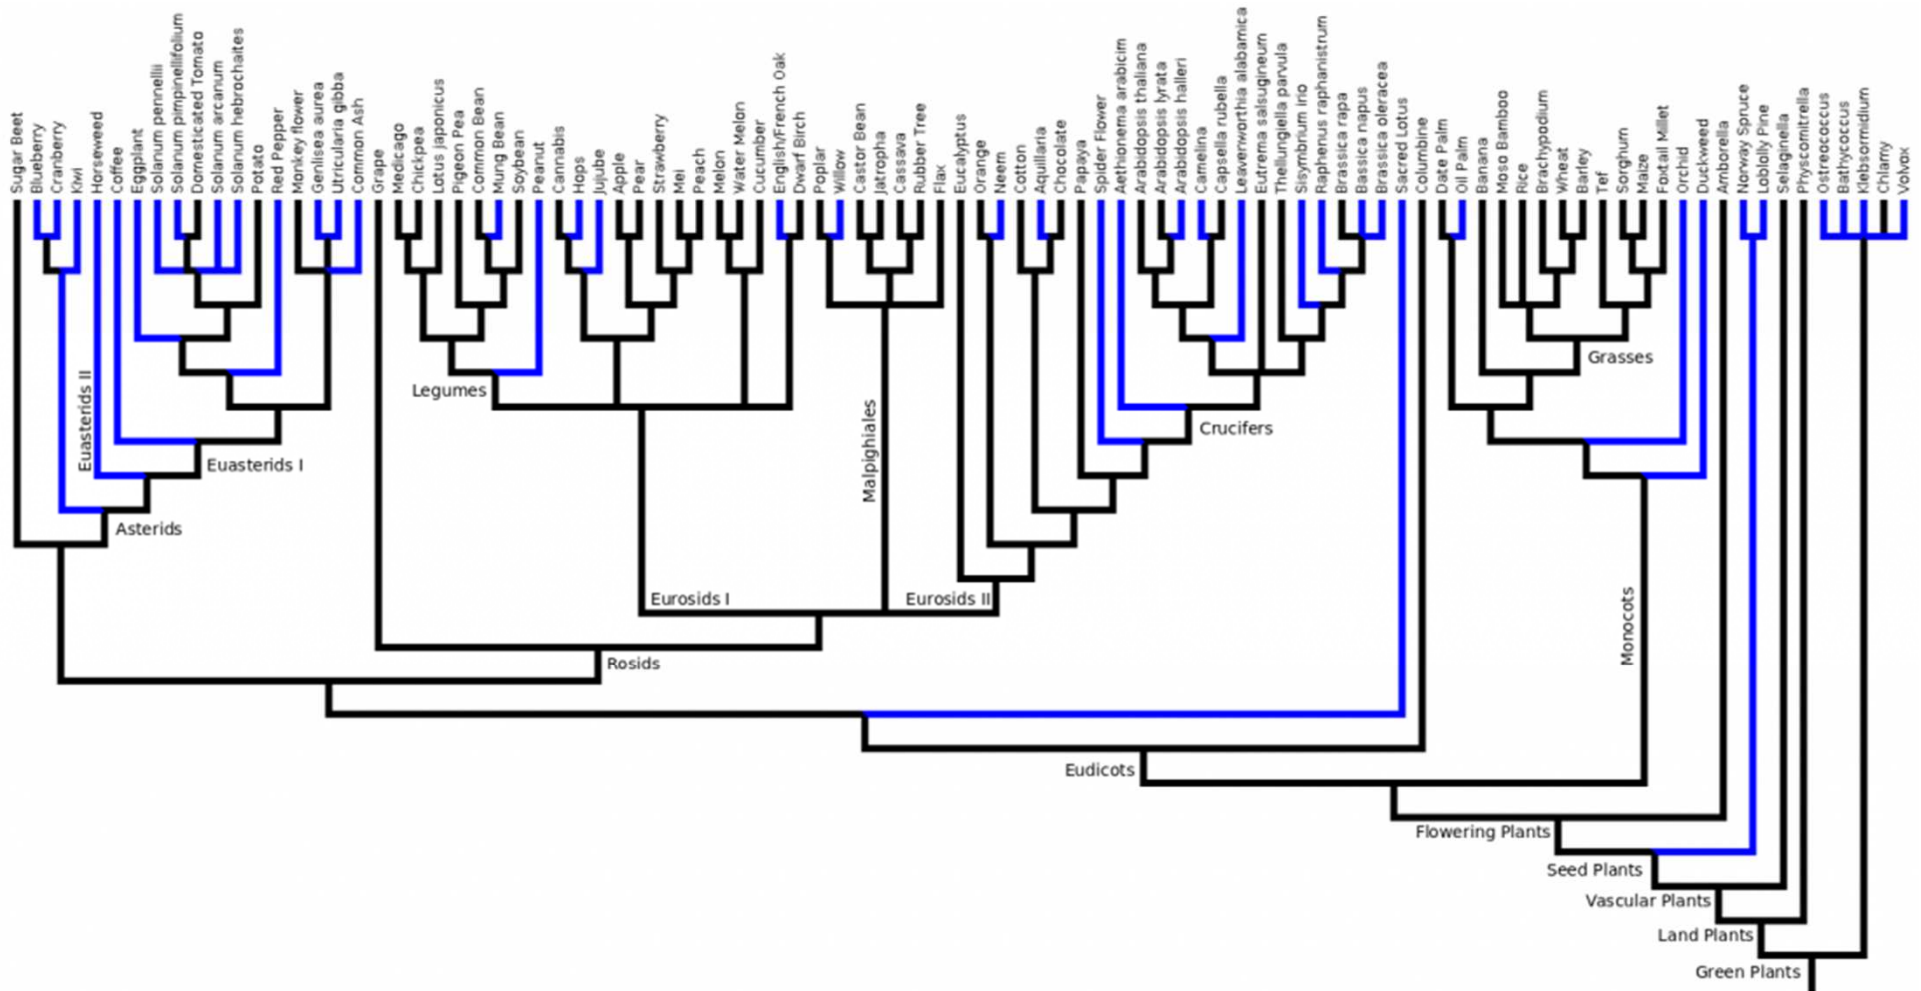 Sugar Beet
Blueberry
Cranberry
Kiwi
Horseweed
Coffee
Eggplant
Solanum pennellii
Solanum pimpinellifolium
Domesticated Tomato
Solanum arcanum
Solanum hebrochaites
Potato
Red Pepper
Monkey flower
Genlisea aurea
Utricularia gibba
Common Ash
Grape
Medicago
Chickpea
Lotus japonicus
Pigeon Pea
Common Bean
Mung Bean
Soybean
Peanut
Cannabis
Hops
Jujube
Apple
Pear
Strawberry
Mei
Peach
Melon
Water Melon
Cucumber
English/French Oak
Dwarf Birch
Poplar
Willow
Castor Bean
Jatropha
Cassava
Rubber Tree
Flax
Eucalyptus
Orange
Neem
Cotton
Aquillaria
Chocolate
Papaya
Spider Flower
Aethionema arabicim
Arabidopsis thaliana
Arabidopsis lyrata
Arabidopsis halleri
Camelina
Capsella rubella
Leavenworthia alabamica
Eutrema salsugineum
Thellungiella parvula
Sisymbrium irio
Raphenus raphanistrum
Brassica rapa
Bassica napus
Brassica oleracea
Sacred Lotus
Columbine
Date Palm
Oil Palm
Banana
Moso Bamboo
Rice
Brachypodium
Wheat
Barley
Tef
Sorghum
Maize
Foxtail Millet
Orchid
Duckweed
Amborella
Norway Spruce
Loblolly Pine
Selaginella
Physcomitrella
Ostreococcus
Bathycoccus
Klebsormidium
Chlamy
Volvox
Grasses
Euasterids II
Legumes
Malpighiales
Crucifers
Euasterids I
Asterids
Eurosids I
Eurosids II
Monocots
Rosids
Eudicots
Flowering Plants
Seed Plants
Vascular Plants
Land Plants
Green Plants